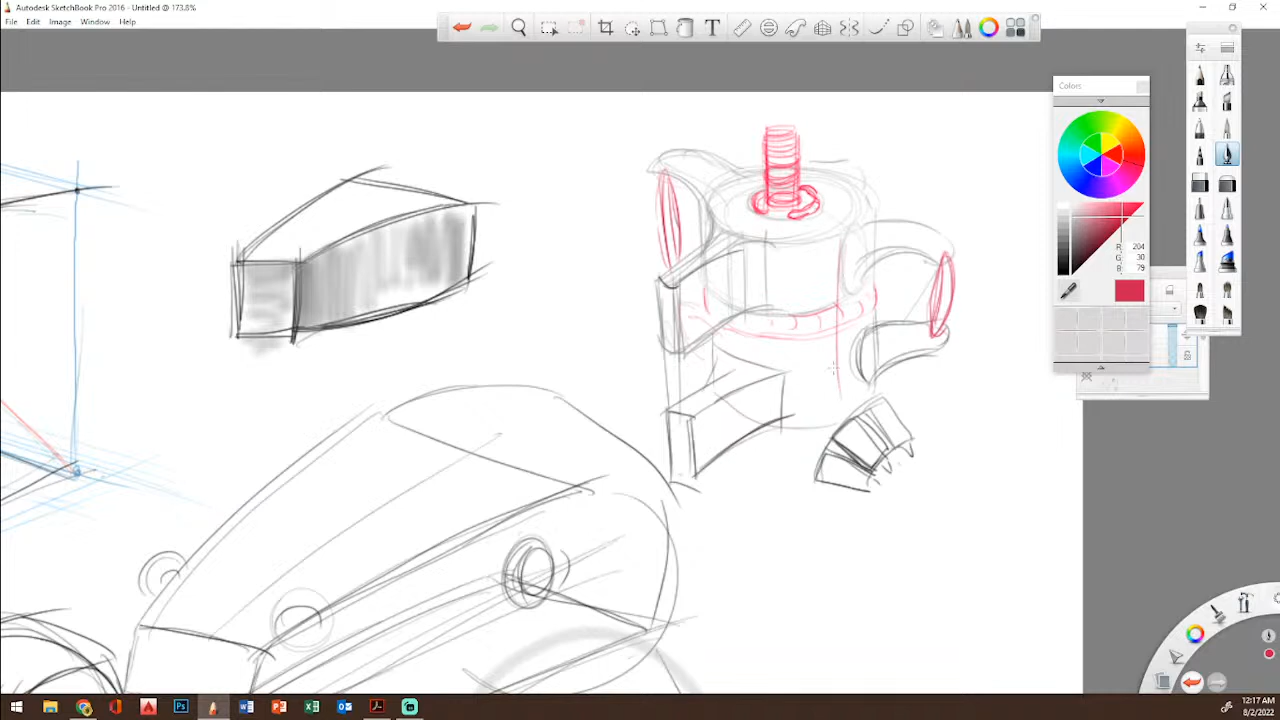 Autodesk SketchBook Pro 2016 - Untitled @ 173.8%
File Edit Image Window Help
T
Colors
R 204
G 30
B 79
12:17 AM
8/2/2022